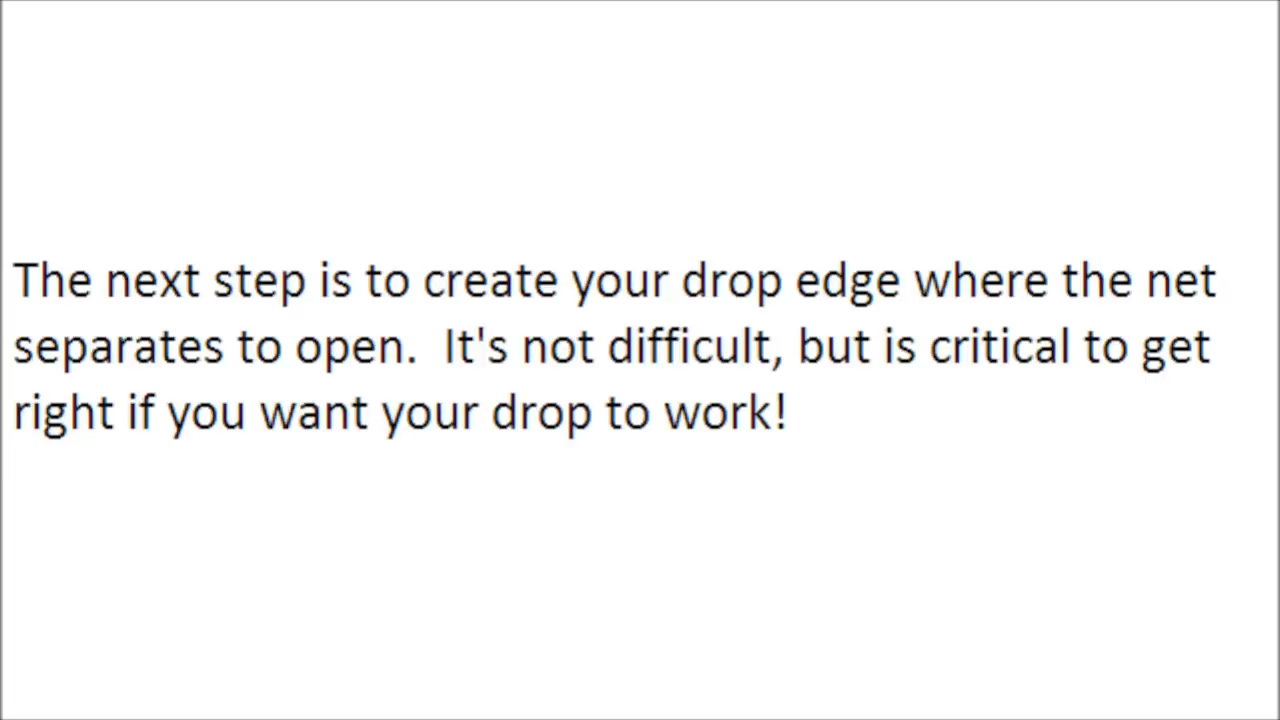 The next step is to create your drop edge where the net
separates to open.  It's not difficult, but is critical to get
right if you want your drop to work!